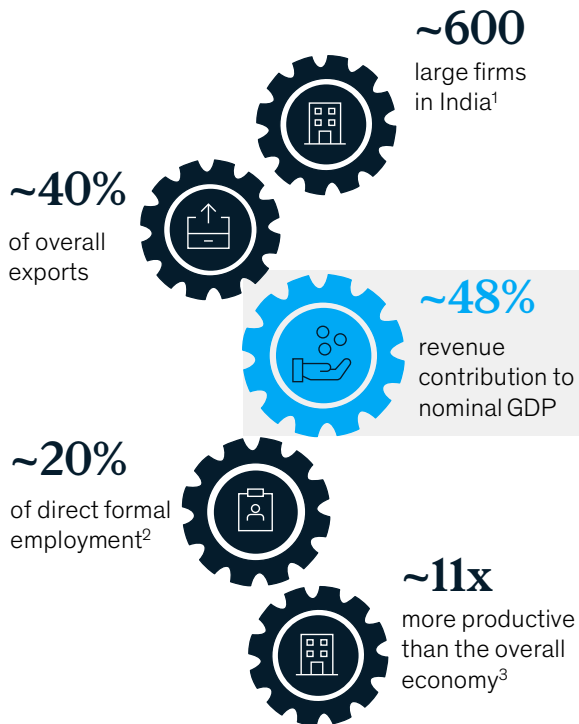 ~600
large firms
in India¹
~40%
of overall
exports
~48%
revenue
contribution to
nominal GDP
~20%
of direct formal
employment²
~11x
more productive
than the overall
economy³